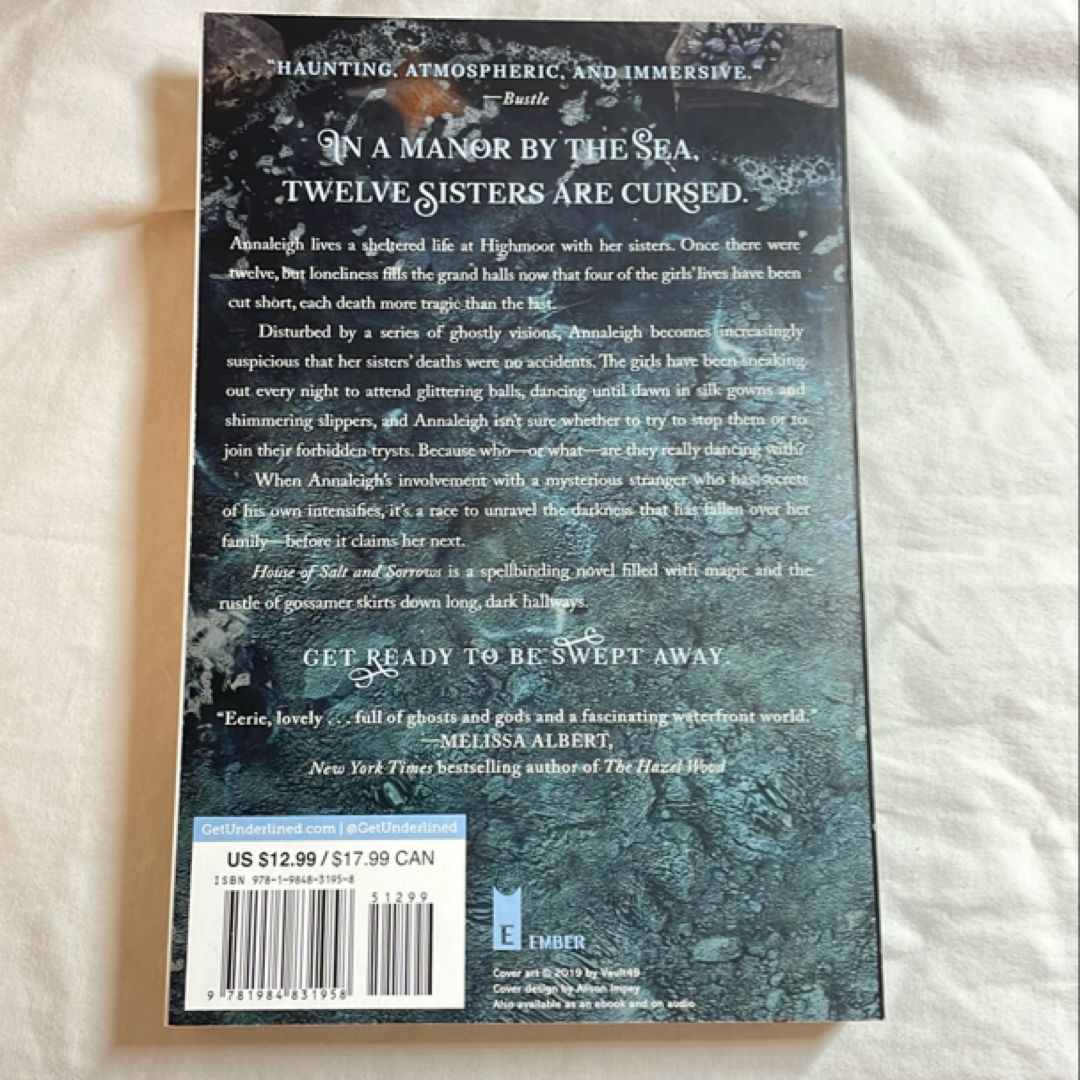 "HAUNTING, ATMOSPHERIC, AND IMMERSIVE."
—Bustle
IN A MANOR BY THE SEA,
TWELVE SISTERS ARE CURSED.
Annaleigh lives a sheltered life at Highmoor with her sisters. Once there were
twelve, but loneliness fills the grand halls now that four of the girls' lives have been
cut short, each death more tragic than the last.
Disturbed by a series of ghostly visions, Annaleigh becomes increasingly
suspicious that her sisters' deaths were no accidents. The girls have been sneaking
out every night to attend glittering balls, dancing until dawn in silk gowns and
shimmering slippers, and Annaleigh isn't sure whether to try to stop them or to
join their forbidden trysts. Because who—or what—are they really dancing with?
When Annaleigh's involvement with a mysterious stranger who has secrets
of his own intensifies, it's a race to unravel the darkness that has fallen over her
family—before it claims her next.
House of Salt and Sorrows is a spellbinding novel filled with magic and the
rustle of gossamer skirts down long, dark hallways.
GET READY TO BE SWEPT AWAY.
"Eerie, lovely . . . full of ghosts and gods and a fascinating waterfront world."
—MELISSA ALBERT,
New York Times bestselling author of The Hazel Wood
GetUnderlined.com | @GetUnderlined
US $12.99 / $17.99 CAN
ISBN 978-1-9848-3195-8
51299
9 781984 831958
E EMBER
Cover art © 2019 by Vault49
Cover design by Alison Impey
Also available as an ebook and on audio